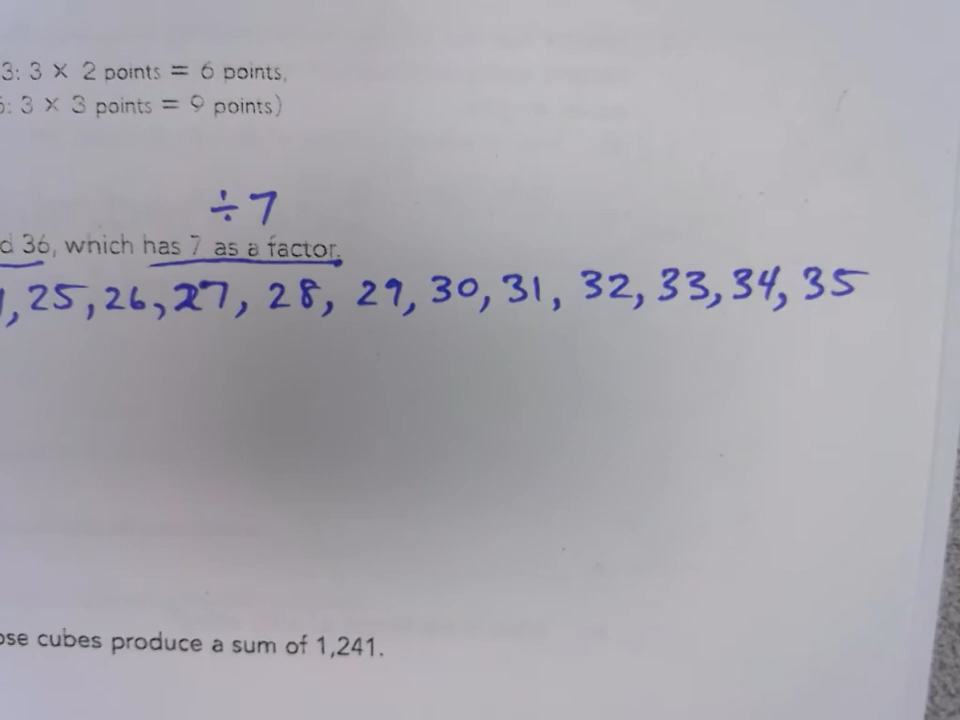 3: 3 × 2 points = 6 points,
: 3 × 3 points = 9 points)
÷ 7
d 36, which has 7 as a factor.
, 25, 26, 27, 28, 29, 30, 31, 32, 33, 34, 35
ose cubes produce a sum of 1,241.